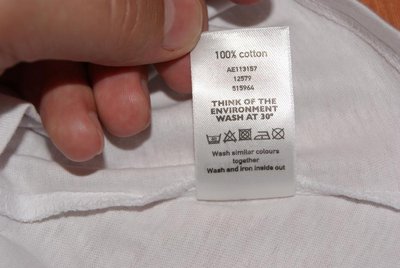 100% cotton
AE113157
12579
515964
THINK OF THE
ENVIRONMENT
WASH AT 30°
Wash similar colours
together
Wash and iron inside out